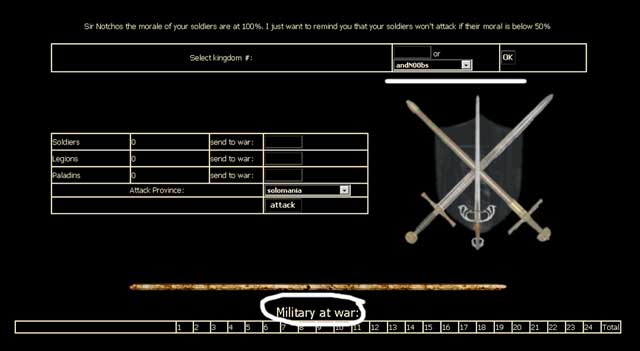 Sir Notchos the morale of your soldiers are at 100%. I just want to remind you that your soldiers won't attack if their moral is below 50%
Select kingdom #: or
andN00bs OK
Soldiers 0 send to war:
Legions 0 send to war:
Paladins 0 send to war:
Attack Province: solomania
attack
Military at war:
1 2 3 4 5 6 7 8 9 10 11 12 13 14 15 16 17 18 19 20 21 22 23 24 Total